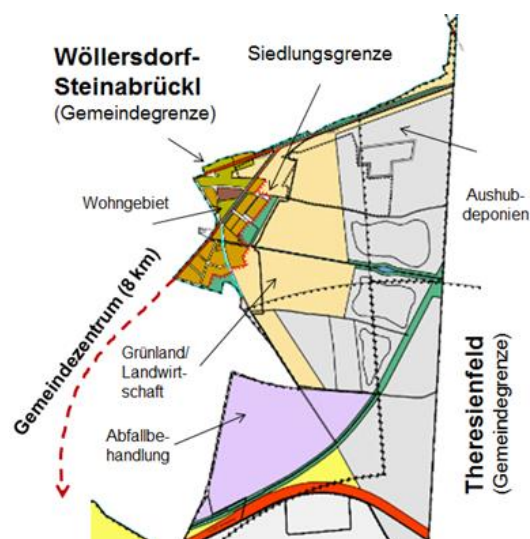 Wöllersdorf-
Steinabrückl
(Gemeindegrenze)
Siedlungsgrenze
Wohngebiet
Aushub-
deponien
Gemeindezentrum (8 km)
Grünland/
Landwirt-
schaft
Abfallbe-
handlung
Theresienfeld
(Gemeindegrenze)